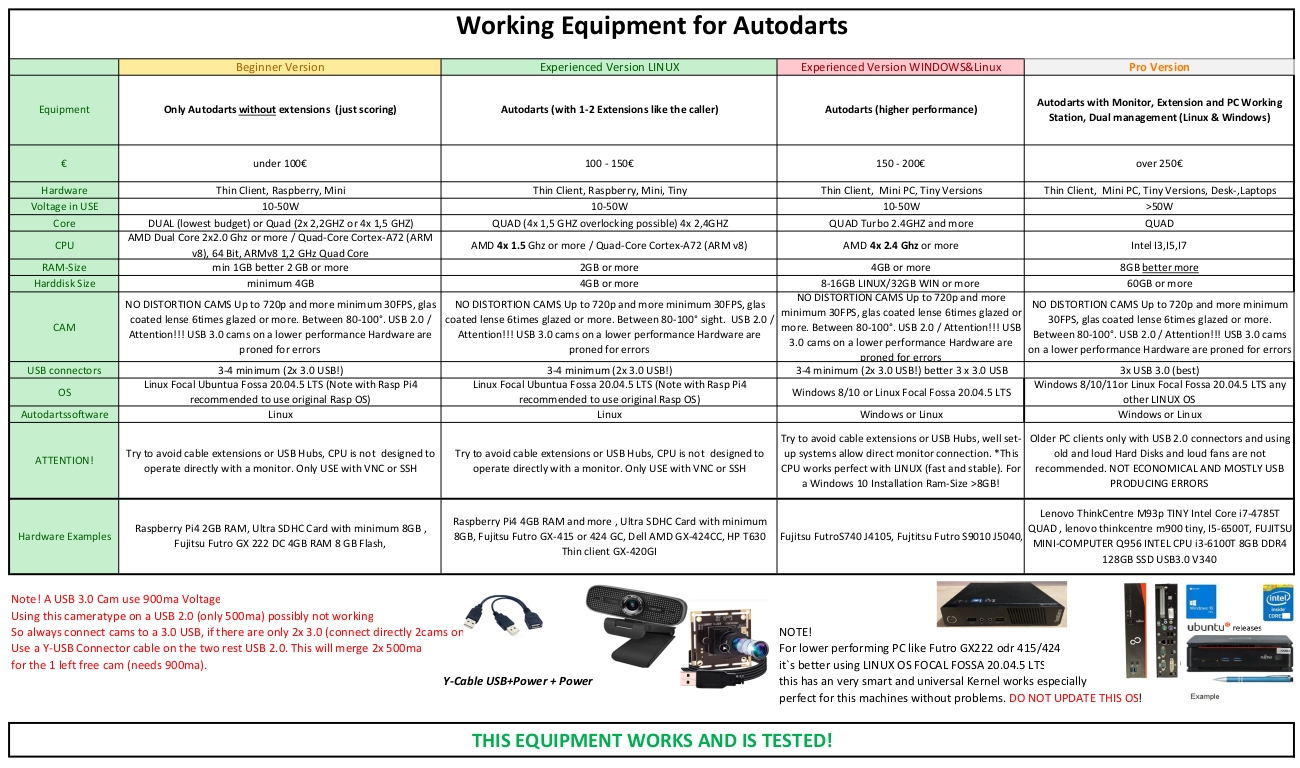 Working Equipment for Autodarts
Beginner Version
Experienced Version LINUX
Experienced Version WINDOWS&Linux
Pro Version
Equipment
Only Autodarts without extensions (just scoring)
Autodarts (with 1-2 Extensions like the caller)
Autodarts (higher performance)
Autodarts with Monitor, Extension and PC Working
Station, Dual management (Linux & Windows)
€
under 100€
100 - 150€
150 - 200€
over 250€
Hardware
Thin Client, Raspberry, Mini
Thin Client, Raspberry, Mini, Tiny
Thin Client, Mini PC, Tiny Versions
Thin Client, Mini PC, Tiny Versions, Desk-,Laptops
Voltage in USE
10-50W
10-50W
10-50W
>50W
Core
DUAL (lowest budget) or Quad (2x 2,2GHZ or 4x 1,5 GHZ)
QUAD (4x 1,5 GHZ overlocking possible) 4x 2,4GHZ
QUAD Turbo 2.4GHZ and more
QUAD
CPU
AMD Dual Core 2x2.0 Ghz or more / Quad-Core Cortex-A72 (ARM
v8), 64 Bit, ARMv8 1,2 GHz Quad Core
AMD 4x 1.5 Ghz or more / Quad-Core Cortex-A72 (ARM v8)
AMD 4x 2.4 Ghz or more
Intel I3,I5,I7
RAM-Size
min 1GB better 2 GB or more
2GB or more
4GB or more
8GB better more
Harddisk Size
minimum 4GB
4GB or more
8-16GB LINUX/32GB WIN or more
60GB or more
CAM
NO DISTORTION CAMS Up to 720p and more minimum 30FPS, glas
coated lense 6times glazed or more. Between 80-100°. USB 2.0 /
Attention!!! USB 3.0 cams on a lower performance Hardware are
proned for errors
NO DISTORTION CAMS Up to 720p and more minimum 30FPS, glas
coated lense 6times glazed or more. Between 80-100° sight. USB 2.0 /
Attention!!! USB 3.0 cams on a lower performance Hardware are
proned for errors
NO DISTORTION CAMS Up to 720p and more
minimum 30FPS, glas coated lense 6times glazed or
more. Between 80-100°. USB 2.0 / Attention!!! USB
3.0 cams on a lower performance Hardware are
proned for errors
NO DISTORTION CAMS Up to 720p and more minimum
30FPS, glas coated lense 6times glazed or more.
Between 80-100°. USB 2.0 / Attention!!! USB 3.0 cams
on a lower performance Hardware are proned for errors
USB connectors
3-4 minimum (2x 3.0 USB!)
3-4 minimum (2x 3.0 USB!)
3-4 minimum (2x 3.0 USB!) better 3 x 3.0 USB
3x USB 3.0 (best)
OS
Linux Focal Ubuntua Fossa 20.04.5 LTS (Note with Rasp Pi4
recommended to use original Rasp OS)
Linux Focal Ubuntua Fossa 20.04.5 LTS (Note with Rasp Pi4
recommended to use original Rasp OS)
Windows 8/10 or Linux Focal Fossa 20.04.5 LTS
Windows 8/10/11or Linux Focal Fossa 20.04.5 LTS any
other LINUX OS
Autodartssoftware
Linux
Linux
Windows or Linux
Windows or Linux
ATTENTION!
Try to avoid cable extensions or USB Hubs, CPU is not designed to
operate directly with a monitor. Only USE with VNC or SSH
Try to avoid cable extensions or USB Hubs, CPU is not designed to
operate directly with a monitor. Only USE with VNC or SSH
Try to avoid cable extensions or USB Hubs, well set-
up systems allow direct monitor connection. *This
CPU works perfect with LINUX (fast and stable). For
a Windows 10 Installation Ram-Size >8GB!
Older PC clients only with USB 2.0 connectors and using
old and loud Hard Disks and loud fans are not
recommended. NOT ECONOMICAL AND MOSTLY USB
PRODUCING ERRORS
Hardware Examples
Raspberry Pi4 2GB RAM, Ultra SDHC Card with minimum 8GB ,
Fujitsu Futro GX 222 DC 4GB RAM 8 GB Flash,
Raspberry Pi4 4GB RAM and more , Ultra SDHC Card with minimum
8GB, Fujitsu Futro GX-415 or 424 GC, Dell AMD GX-424CC, HP T630
Thin client GX-420GI
Fujitsu FutroS740 J4105, Fujtitsu Futro S9010 J5040,
Lenovo ThinkCentre M93p TINY Intel Core i7-4785T
QUAD , lenovo thinkcentre m900 tiny, I5-6500T, FUJITSU
MINI-COMPUTER Q956 INTEL CPU i3-6100T 8GB DDR4
128GB SSD USB3.0 V340
Note! A USB 3.0 Cam use 900ma Voltage
Using this cameratype on a USB 2.0 (only 500ma) possibly not working
So always connect cams to a 3.0 USB, if there are only 2x 3.0 (connect directly 2cams on
Use a Y-USB Connector cable on the two rest USB 2.0. This will merge 2x 500ma
for the 1 left free cam (needs 900ma).
Y-Cable USB+Power + Power
NOTE!
For lower performing PC like Futro GX222 odr 415/424
it`s better using LINUX OS FOCAL FOSSA 20.04.5 LTS
this has an very smart and universal Kernel works especially
perfect for this machines without problems. DO NOT UPDATE THIS OS!
intel
inside
CORE
ubuntu releases
Example
THIS EQUIPMENT WORKS AND IS TESTED!